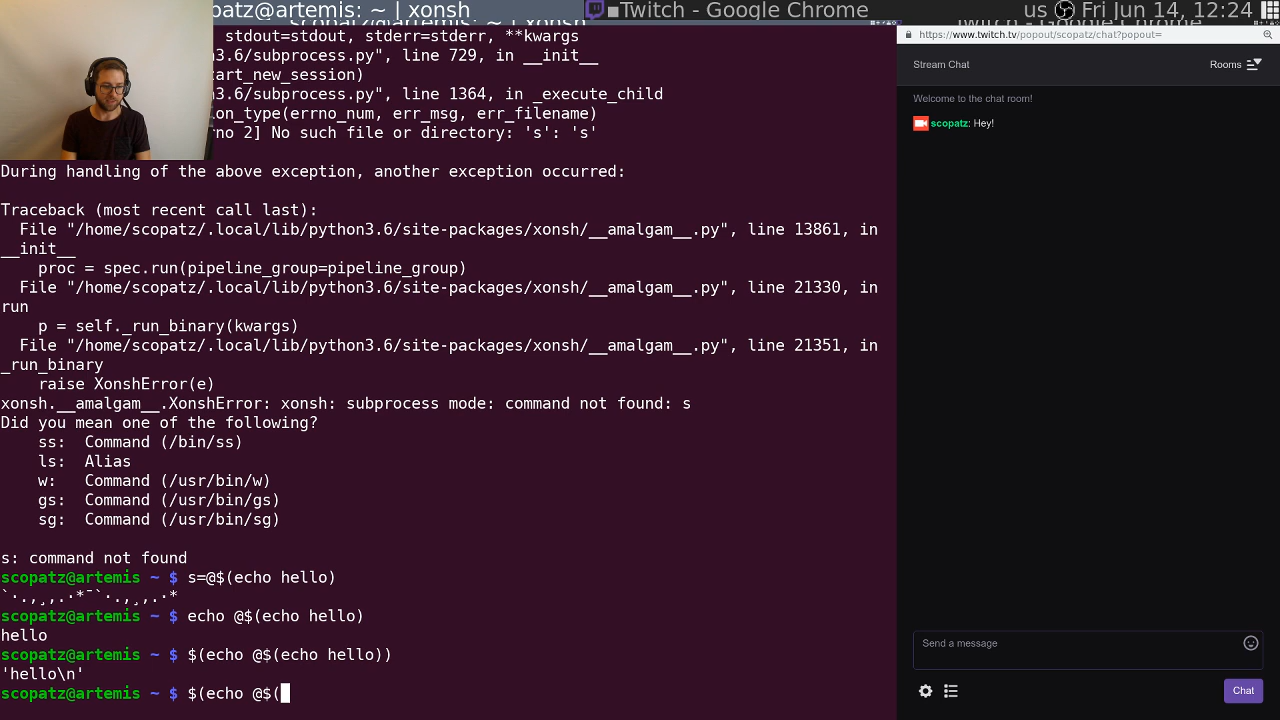 opatz@artemis: ~ | xonsh
Twitch - Google Chrome
us
Fri Jun 14, 12:24
stdout=stdout, stderr=stderr, **kwargs
3.6/subprocess.py", line 729, in __init__
art_new_session)
3.6/subprocess.py", line 1364, in _execute_child
on_type(errno_num, err_msg, err_filename)
no 2] No such file or directory: 's': 's'
During handling of the above exception, another exception occurred:
Traceback (most recent call last):
File "/home/scopatz/.local/lib/python3.6/site-packages/xonsh/__amalgam__.py", line 13861, in
__init__
proc = spec.run(pipeline_group=pipeline_group)
File "/home/scopatz/.local/lib/python3.6/site-packages/xonsh/__amalgam__.py", line 21330, in
run
p = self._run_binary(kwargs)
File "/home/scopatz/.local/lib/python3.6/site-packages/xonsh/__amalgam__.py", line 21351, in
_run_binary
raise XonshError(e)
xonsh.__amalgam__.XonshError: xonsh: subprocess mode: command not found: s
Did you mean one of the following?
ss: Command (/bin/ss)
ls: Alias
w: Command (/usr/bin/w)
gs: Command (/usr/bin/gs)
sg: Command (/usr/bin/sg)
s: command not found
scopatz@artemis ~ $ s=@$(echo hello)
scopatz@artemis ~ $ echo @$(echo hello)
hello
scopatz@artemis ~ $ $(echo @$(echo hello))
'hello\n'
scopatz@artemis ~ $ $(echo @$(
https://www.twitch.tv/popout/scopatz/chat?popout=
Stream Chat
Rooms
Welcome to the chat room!
scopatz: Hey!
Send a message
Chat